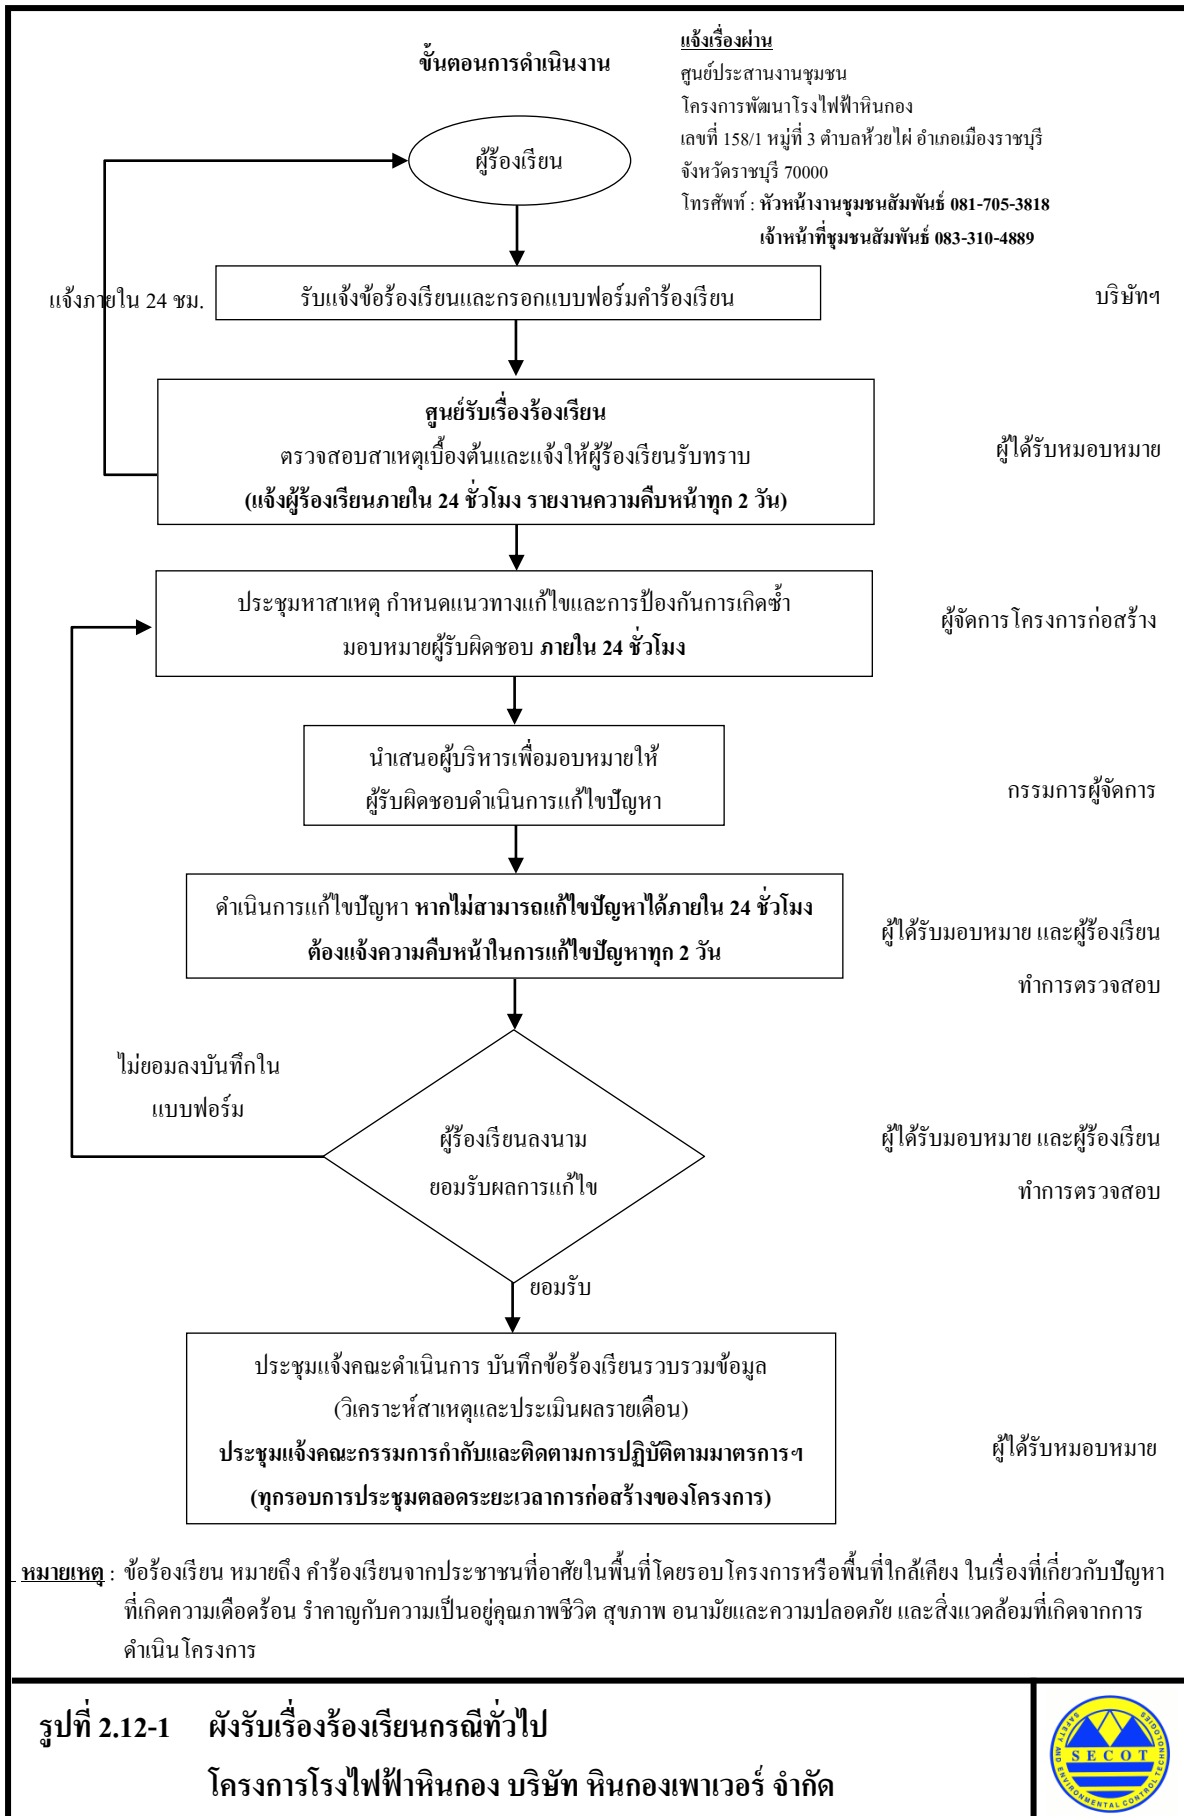 ขั้นตอนการดำเนินงาน
แจ้งเรื่องผ่าน
ศูนย์ประสานงานชุมชน
โครงการพัฒนาโรงไฟฟ้าหินกอง
เลขที่ 158/1 หมู่ที่ 3 ตำบลห้วยไผ่ อำเภอเมืองราชบุรี
จังหวัดราชบุรี 70000
โทรศัพท์ : หัวหน้างานชุมชนสัมพันธ์ 081-705-3818
เจ้าหน้าที่ชุมชนสัมพันธ์ 083-310-4889
ผู้ร้องเรียน
แจ้งภายใน 24 ชม.
รับแจ้งข้อร้องเรียนและกรอกแบบฟอร์มคำร้องเรียน
บริษัทฯ
ศูนย์รับเรื่องร้องเรียน
ตรวจสอบสาเหตุเบื้องต้นและแจ้งให้ผู้ร้องเรียนรับทราบ
(แจ้งผู้ร้องเรียนภายใน 24 ชั่วโมง รายงานความคืบหน้าทุก 2 วัน)
ผู้ได้รับหมอบหมาย
ประชุมหาสาเหตุ กำหนดแนวทางแก้ไขและการป้องกันการเกิดซ้ำ
มอบหมายผู้รับผิดชอบ ภายใน 24 ชั่วโมง
ผู้จัดการโครงการก่อสร้าง
นำเสนอผู้บริหารเพื่อมอบหมายให้
ผู้รับผิดชอบดำเนินการแก้ไขปัญหา
กรรมการผู้จัดการ
ดำเนินการแก้ไขปัญหา หากไม่สามารถแก้ไขปัญหาได้ภายใน 24 ชั่วโมง
ต้องแจ้งความคืบหน้าในการแก้ไขปัญหาทุก 2 วัน
ผู้ได้รับมอบหมาย และผู้ร้องเรียน
ทำการตรวจสอบ
ไม่ยอมลงบันทึกใน
แบบฟอร์ม
ผู้ร้องเรียนลงนาม
ยอมรับผลการแก้ไข
ผู้ได้รับมอบหมาย และผู้ร้องเรียน
ทำการตรวจสอบ
ยอมรับ
ประชุมแจ้งคณะดำเนินการ บันทึกข้อร้องเรียนรวบรวมข้อมูล
(วิเคราะห์สาเหตุและประเมินผลรายเดือน)
ประชุมแจ้งคณะกรรมการกำกับและติดตามการปฏิบัติตามมาตรการฯ
(ทุกรอบการประชุมตลอดระยะเวลาการก่อสร้างของโครงการ)
ผู้ได้รับหมอบหมาย
หมายเหตุ : ข้อร้องเรียน หมายถึง คำร้องเรียนจากประชาชนที่อาศัยในพื้นที่โดยรอบโครงการหรือพื้นที่ใกล้เคียง ในเรื่องที่เกี่ยวกับปัญหา
ที่เกิดความเดือดร้อน รำคาญกับความเป็นอยู่คุณภาพชีวิต สุขภาพ อนามัยและความปลอดภัย และสิ่งแวดล้อมที่เกิดจากการ
ดำเนินโครงการ
รูปที่ 2.12-1 ผังรับเรื่องร้องเรียนกรณีทั่วไป
โครงการโรงไฟฟ้าหินกอง บริษัท หินกองเพาเวอร์ จำกัด
SECOT
SAFETY AND ENVIRONMENTAL CONTROL TECHNOLOGIES